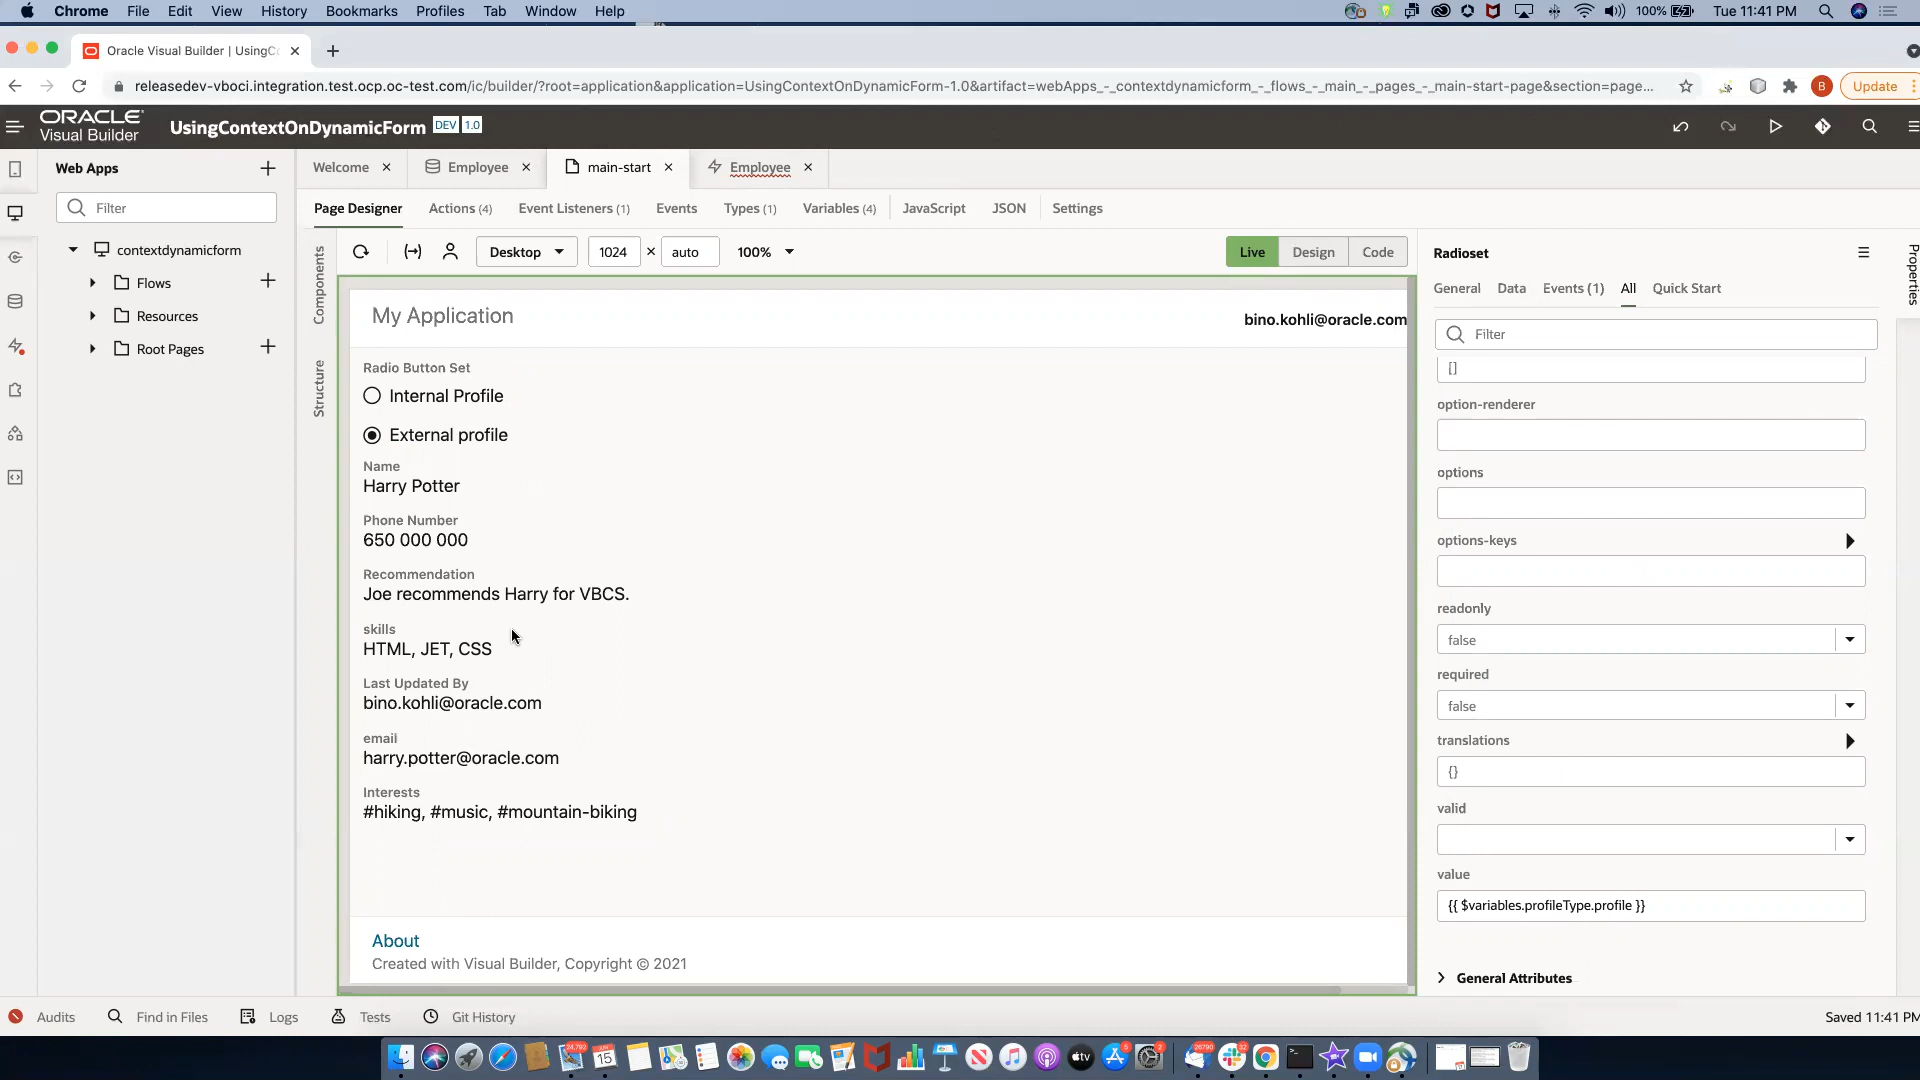 Chrome File Edit View History Bookmarks Profiles Tab Window Help 100% Tue 11:41 PM
Oracle Visual Builder | UsingC
releasedev-vboci.integration.test.ocp.oc-test.com/ic/builder/?root=application&application=UsingContextOnDynamicForm-1.0&artifact=webApps_-_contextdynamicform_-_flows_-_main_-_pages_-_main-start-page&section=page... B Update
ORACLE
Visual Builder
UsingContextOnDynamicForm DEV 1.0
Web Apps
Welcome Employee main-start Employee
Filter
Page Designer Actions (4) Event Listeners (1) Events Types (1) Variables (4) JavaScript JSON Settings
contextdynamicform
Flows
Resources
Root Pages
Components
Structure
Desktop 1024 × auto 100% Live Design Code
My Application
bino.kohli@oracle.com
Radio Button Set
Internal Profile
External profile
Name
Harry Potter
Phone Number
650 000 000
Recommendation
Joe recommends Harry for VBCS.
skills
HTML, JET, CSS
Last Updated By
bino.kohli@oracle.com
email
harry.potter@oracle.com
Interests
#hiking, #music, #mountain-biking
About
Created with Visual Builder, Copyright © 2021
Radioset
Properties
General Data Events (1) All Quick Start
Filter
[]
option-renderer
options
options-keys
readonly
false
required
false
translations
{}
valid
value
{{ $variables.profileType.profile }}
General Attributes
Audits Find in Files Logs Tests Git History
Saved 11:41 PM